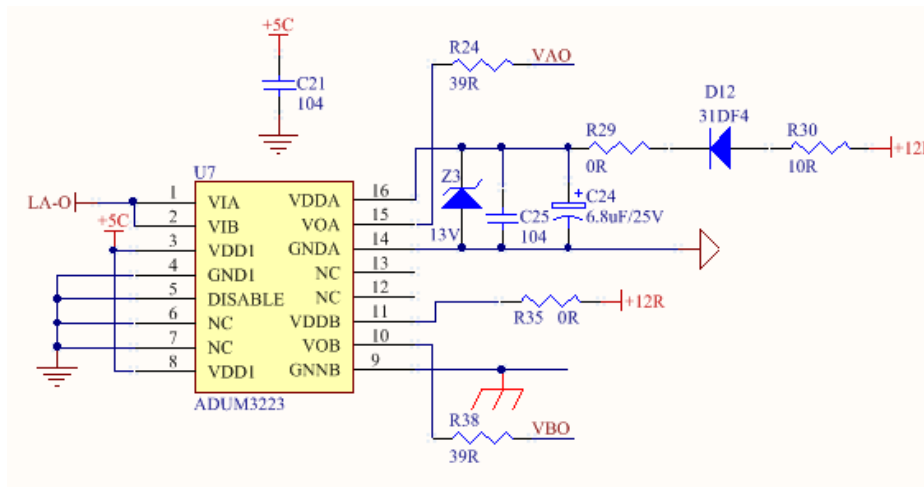 +5C
C21
104
R24
39R
VAO
D12
31DF4
R29
0R
R30
10R
+12R
U7
LA-O
+5C
1 VIA
2 VIB
3 VDD1
4 GND1
5 DISABLE
6 NC
7 NC
8 VDD1
VDDA 16
VOA 15
GNDA 14
NC 13
NC 12
VDDB 11
VOB 10
GNNB 9
ADUM3223
Z3
13V
C25
104
+
C24
6.8uF/25V
R35 0R
+12R
R38
39R
VBO